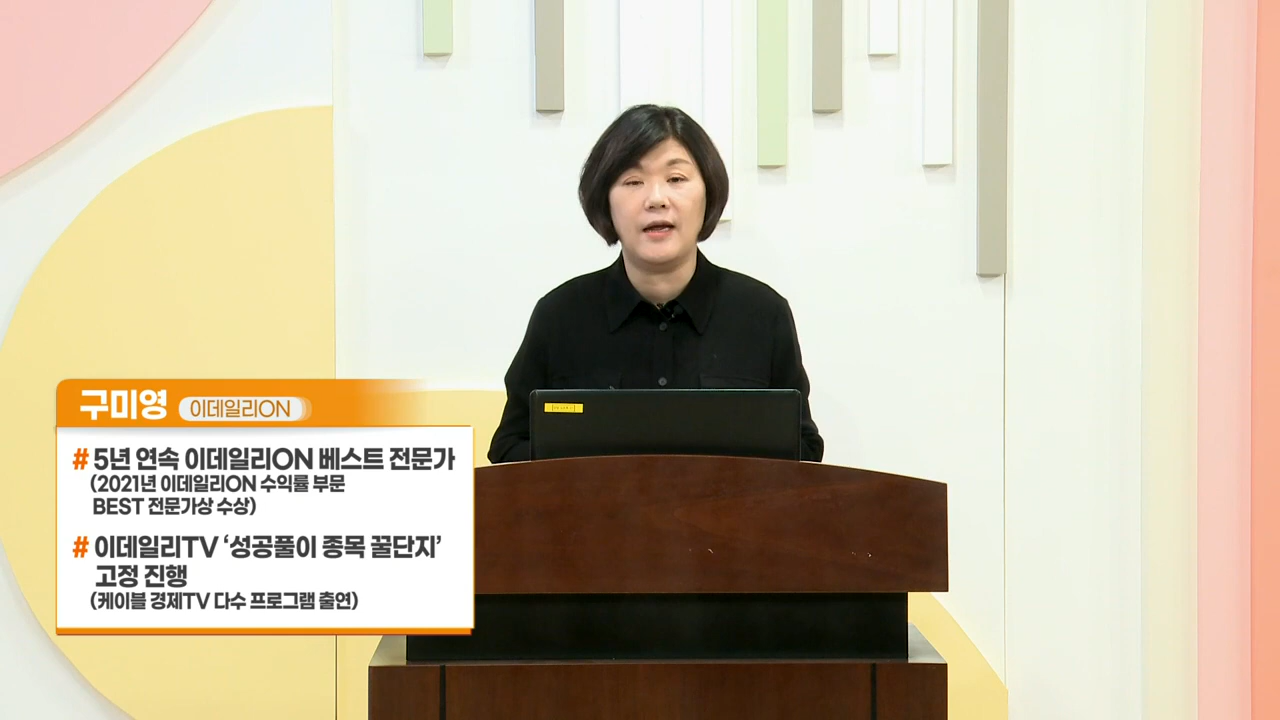 구미영 이데일리ON
# 5년 연속 이데일리ON 베스트 전문가
(2021년 이데일리ON 수익률 부문
BEST 전문가상 수상)
# 이데일리TV ‘성공풀이 종목 꿀단지’
고정 진행
(케이블 경제TV 다수 프로그램 출연)